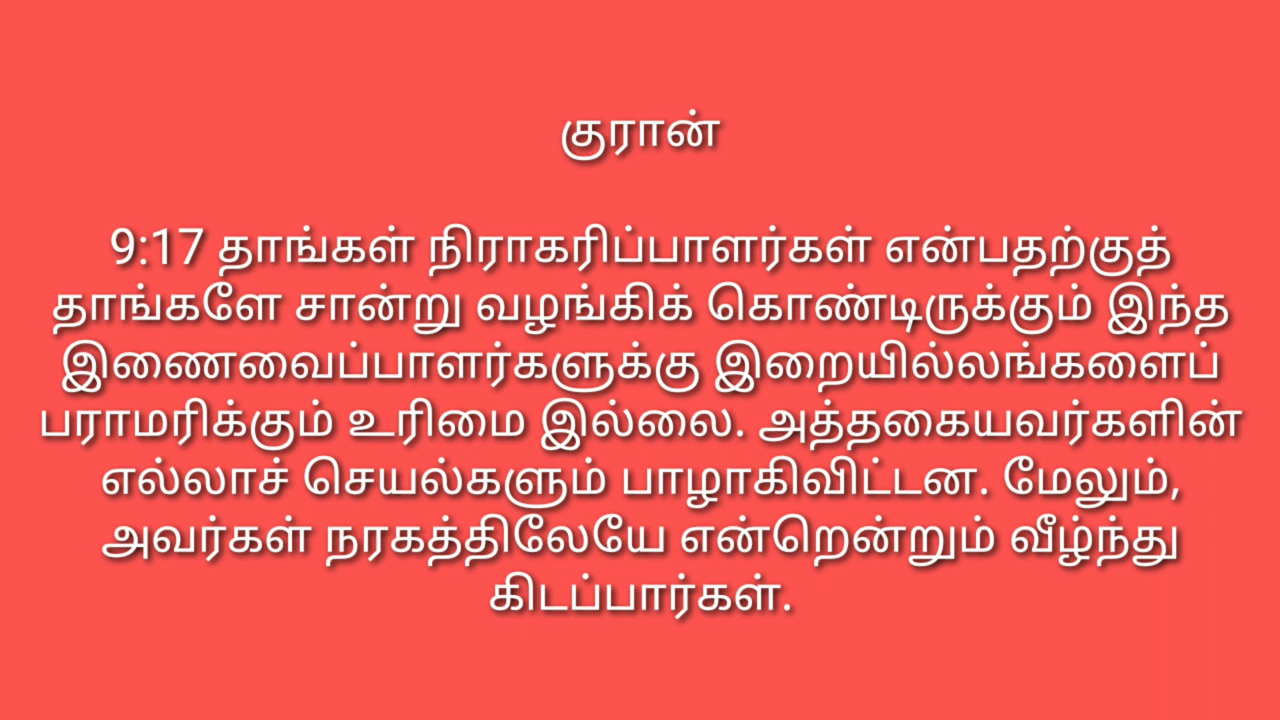 குரான்
9:17 தாங்கள் நிராகரிப்பாளர்கள் என்பதற்குத்
தாங்களே சான்று வழங்கிக் கொண்டிருக்கும் இந்த
இணைவைப்பாளர்களுக்கு இறையில்லங்களைப்
பராமரிக்கும் உரிமை இல்லை. அத்தகையவர்களின்
எல்லாச் செயல்களும் பாழாகிவிட்டன. மேலும்,
அவர்கள் நரகத்திலேயே என்றென்றும் வீழ்ந்து
கிடப்பார்கள்.